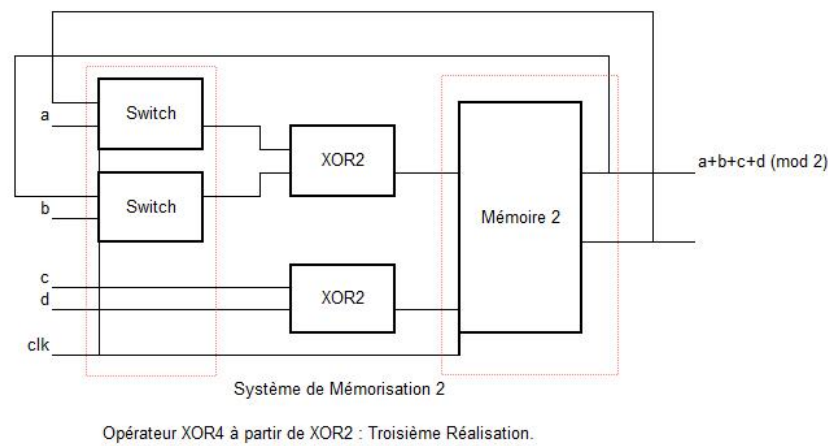 Switch
a
XOR2
a+b+c+d (mod 2)
Switch
b
Mémoire 2
c
d
XOR2
clk
Système de Mémorisation 2
Opérateur XOR4 à partir de XOR2 : Troisième Réalisation.